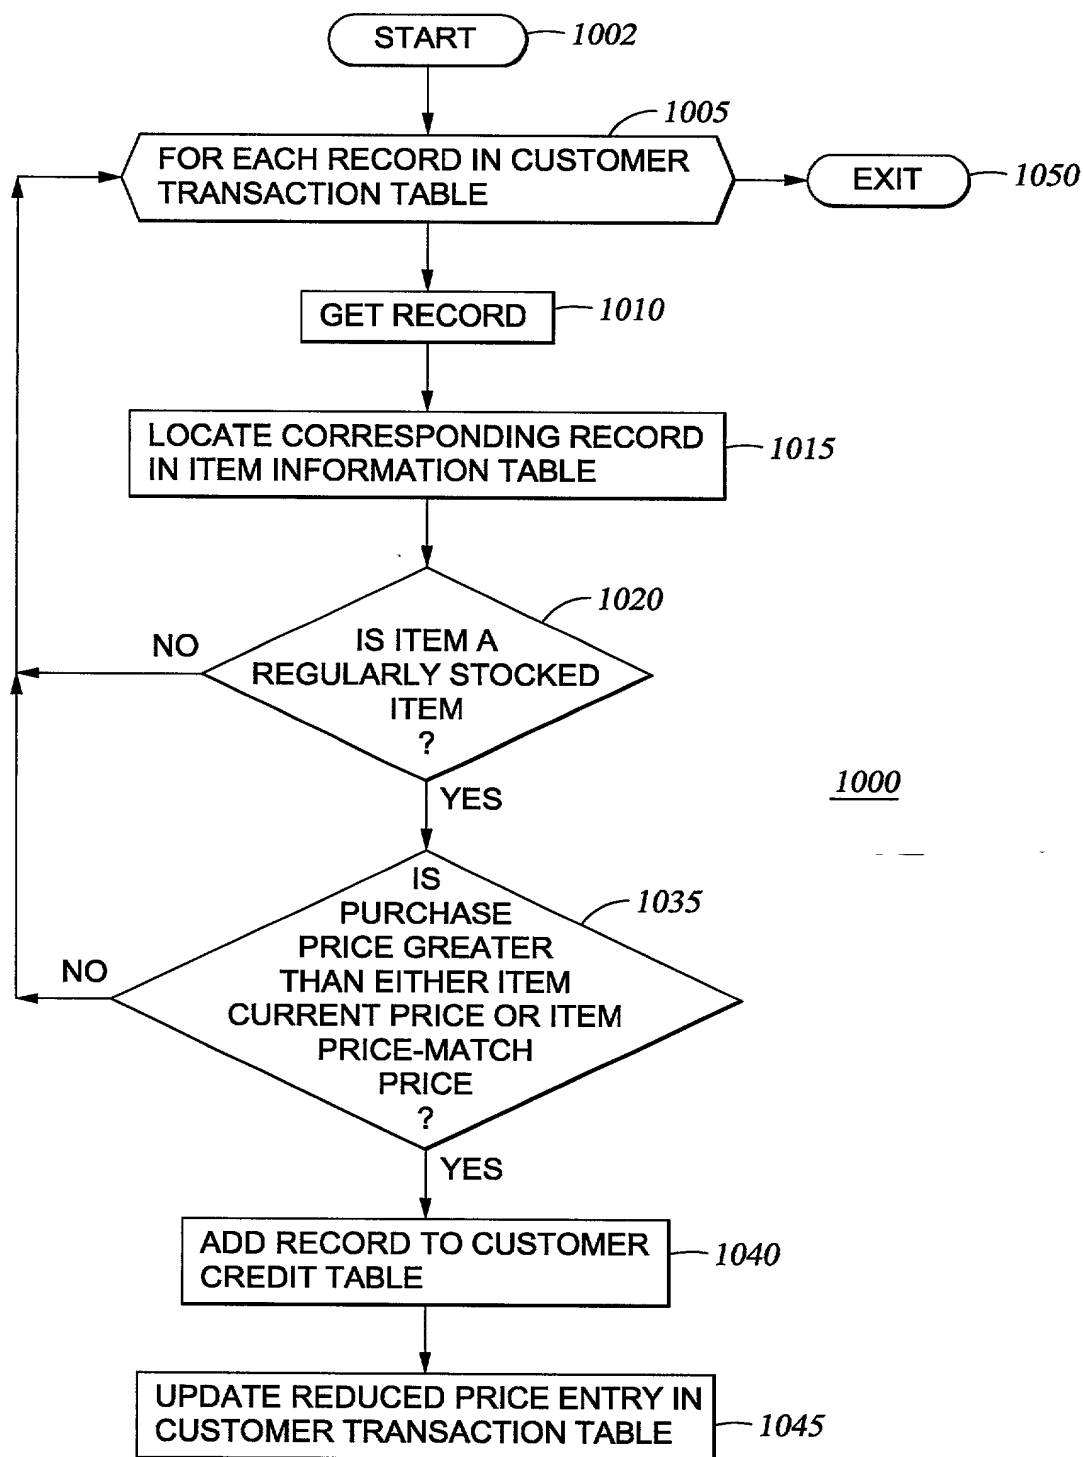 START
1002
1005
FOR EACH RECORD IN CUSTOMER
TRANSACTION TABLE
EXIT
1050
GET RECORD
1010
LOCATE CORRESPONDING RECORD
IN ITEM INFORMATION TABLE
1015
1020
NO
IS ITEM A
REGULARLY STOCKED
ITEM
?
YES
1000
IS
PURCHASE
PRICE GREATER
THAN EITHER ITEM
CURRENT PRICE OR ITEM
PRICE-MATCH
PRICE
?
1035
NO
YES
ADD RECORD TO CUSTOMER
CREDIT TABLE
1040
UPDATE REDUCED PRICE ENTRY IN
CUSTOMER TRANSACTION TABLE
1045